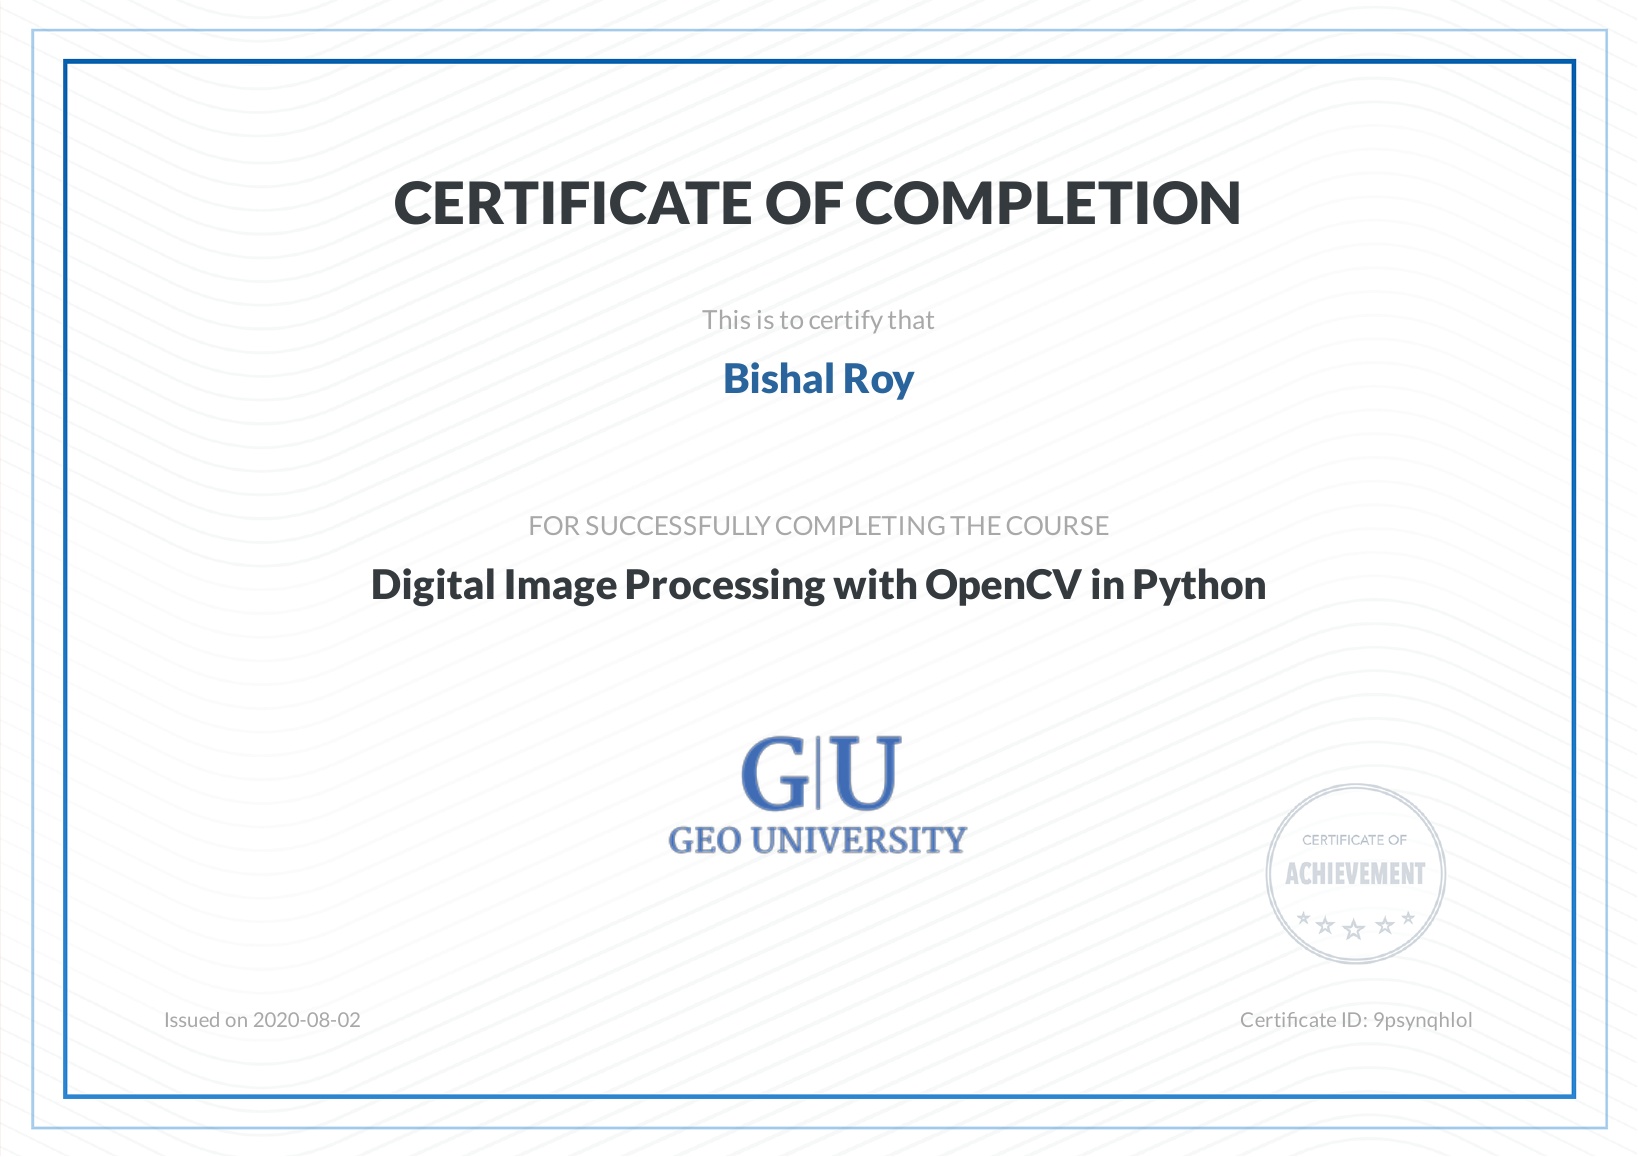 CERTIFICATE OF COMPLETION
This is to certify that
Bishal Roy
FOR SUCCESSFULLY COMPLETING THE COURSE
Digital Image Processing with OpenCV in Python
G|U
GEO UNIVERSITY
CERTIFICATE OF
ACHIEVEMENT
Issued on 2020-08-02
Certificate ID: 9psynqhlol